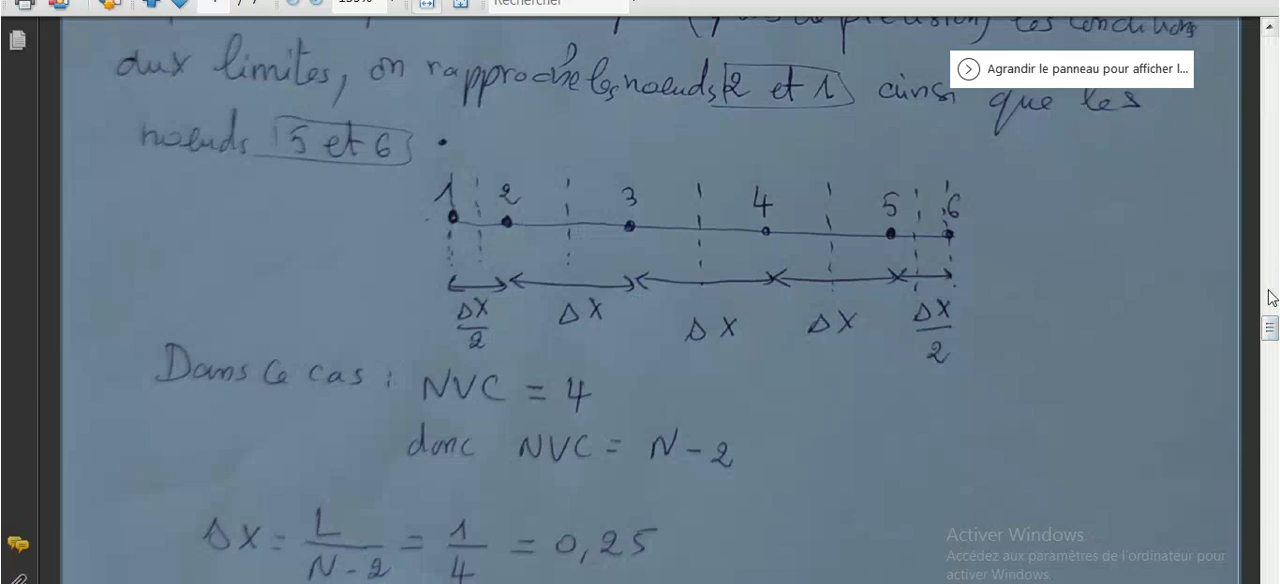 Rechercher
les conditions
aux limites, on rapproche les noeuds 2 et 1 ainsi que les
noeuds 5 et 6.
Agrandir le panneau pour afficher l...
1 2 3 4 5 6
ΔX/2 ΔX ΔX ΔX ΔX/2
Dans ce cas : NVC = 4
donc NVC = N-2
ΔX = L/N-2 = 1/4 = 0,25
Activer Windows
Accédez aux paramètres de l'ordinateur pour
activer Windows